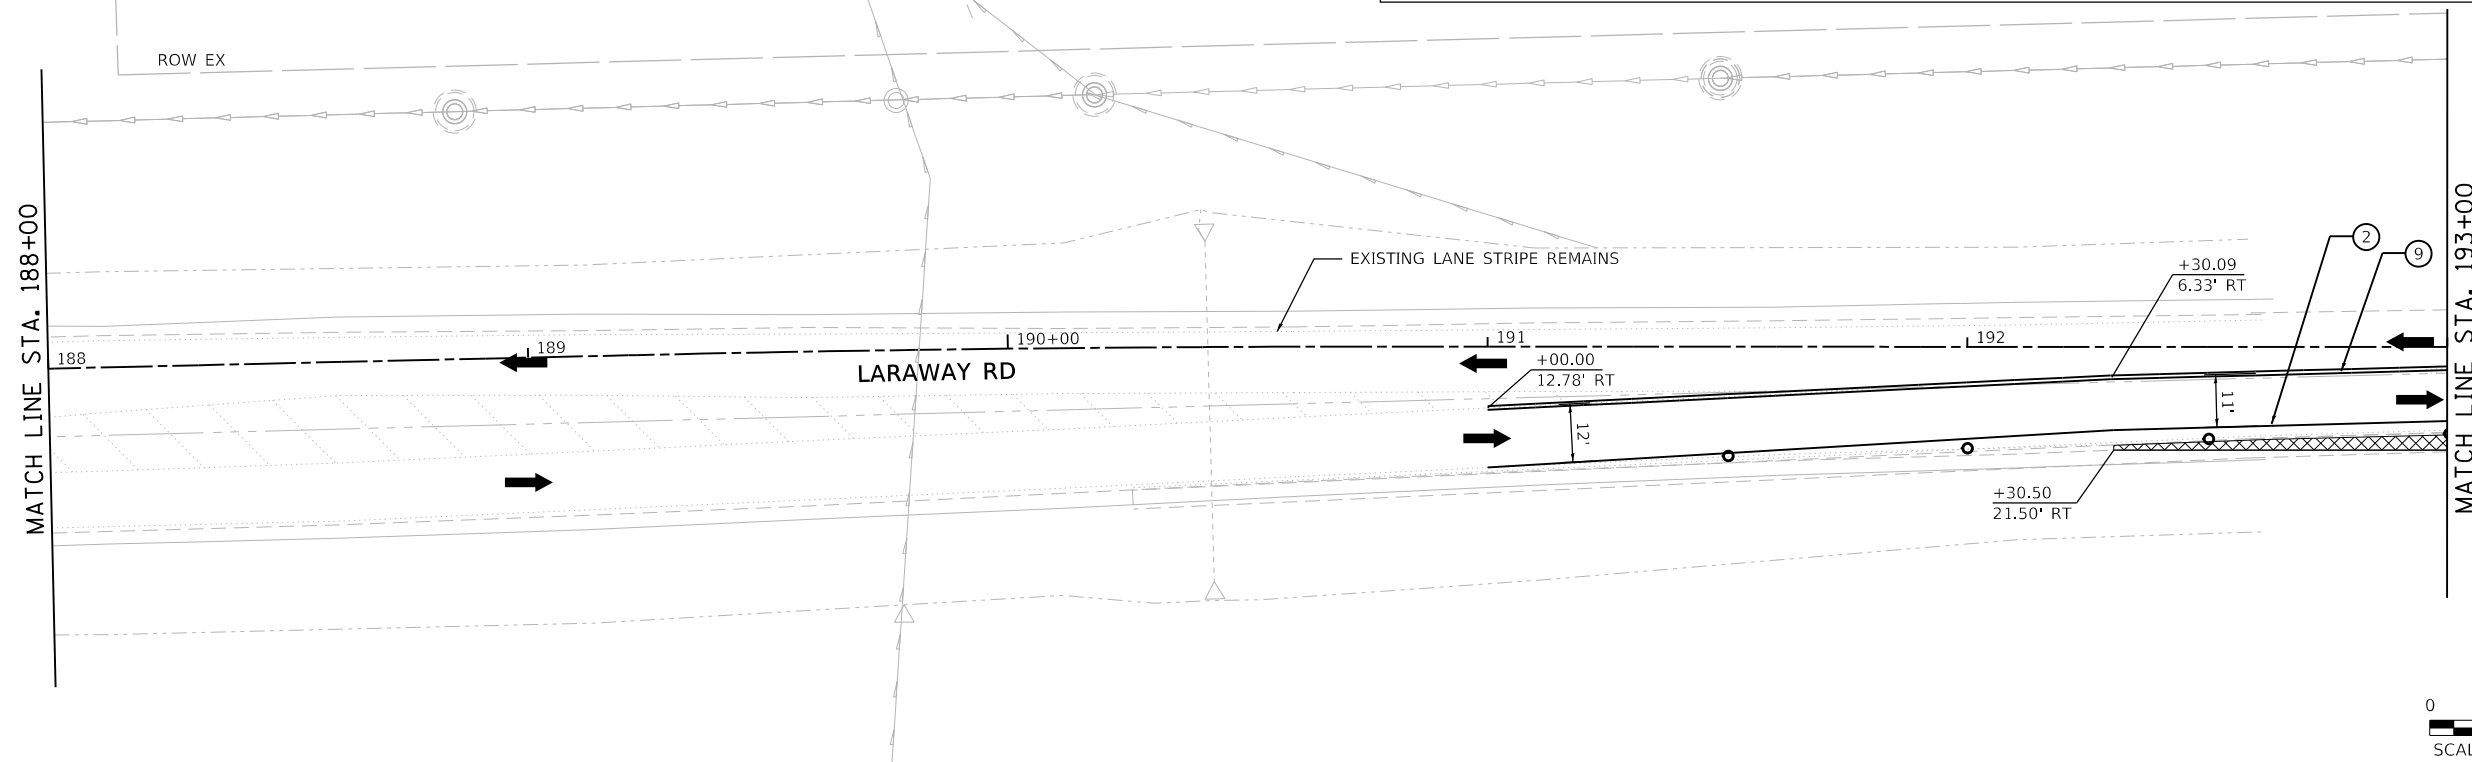 ROW EX
MATCH LINE STA. 188+00
MATCH LINE STA. 193+00
2
9
EXISTING LANE STRIPE REMAINS
+30.09
6.33' RT
188
189
190+00
191
192
LARAWAY RD
+00.00
12.78' RT
12'
11'
+30.50
21.50' RT
0
SCAL